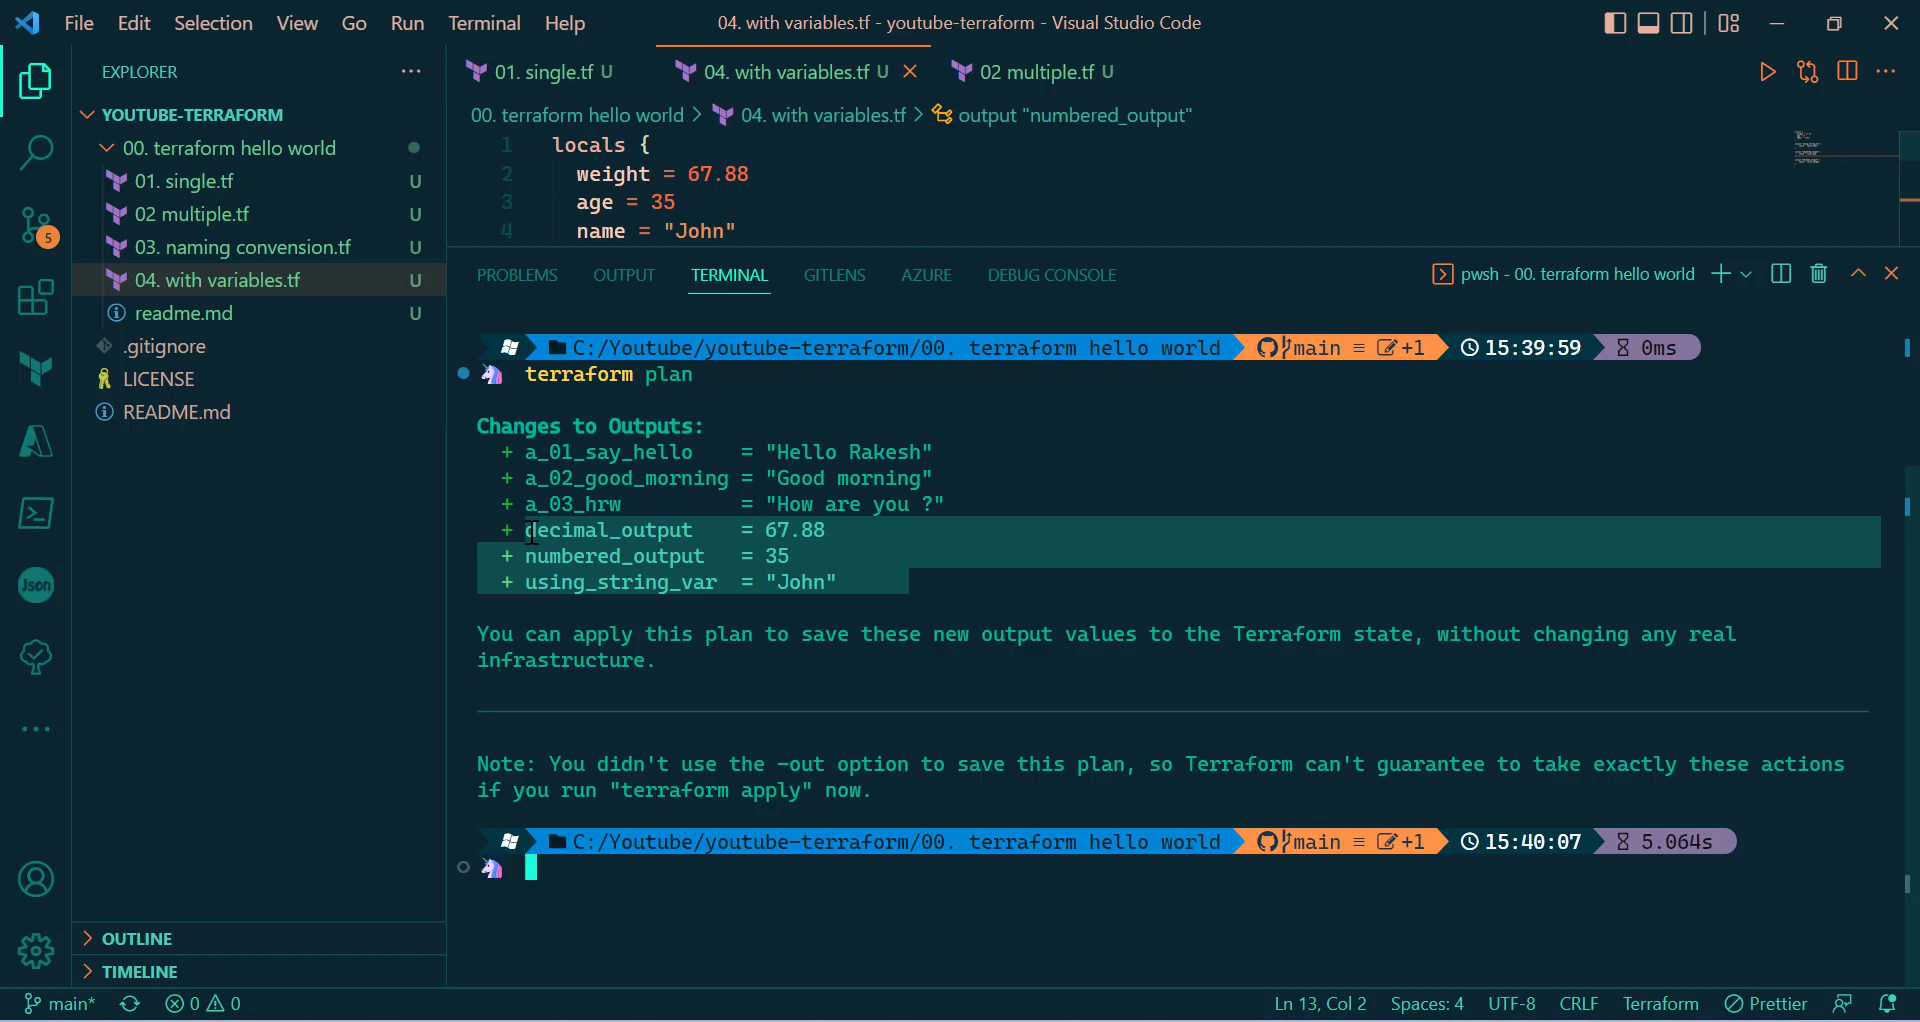 File Edit Selection View Go Run Terminal Help
04. with variables.tf - youtube-terraform - Visual Studio Code
EXPLORER
YOUTUBE-TERRAFORM
00. terraform hello world
01. single.tf U
02 multiple.tf U
03. naming convension.tf U
04. with variables.tf U
readme.md U
.gitignore
LICENSE
README.md
5
Json
OUTLINE
TIMELINE
01. single.tf U
04. with variables.tf U
02 multiple.tf U
00. terraform hello world > 04. with variables.tf > output "numbered_output"
1 locals {
2 weight = 67.88
3 age = 35
4 name = "John"
PROBLEMS OUTPUT TERMINAL GITLENS AZURE DEBUG CONSOLE
pwsh - 00. terraform hello world
C:/Youtube/youtube-terraform/00. terraform hello world main ≡ +1 15:39:59 0ms
terraform plan
Changes to Outputs:
+ a_01_say_hello = "Hello Rakesh"
+ a_02_good_morning = "Good morning"
+ a_03_hrw = "How are you ?"
+ decimal_output = 67.88
+ numbered_output = 35
+ using_string_var = "John"
You can apply this plan to save these new output values to the Terraform state, without changing any real
infrastructure.
Note: You didn't use the -out option to save this plan, so Terraform can't guarantee to take exactly these actions
if you run "terraform apply" now.
C:/Youtube/youtube-terraform/00. terraform hello world main ≡ +1 15:40:07 5.064s
main* 0 0
Ln 13, Col 2 Spaces: 4 UTF-8 CRLF Terraform Prettier